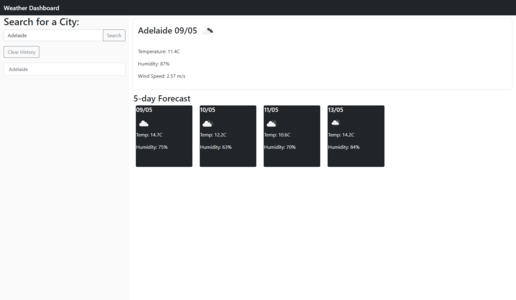 Weather Dashboard
Search for a City:
Adelaide
Search
Clear History
Adelaide
Adelaide 09/05
Temperature: 11.4C
Humidity: 87%
Wind Speed: 2.57 m/s
5-day Forecast
09/05
Temp: 14.7C
Humidity: 75%
10/05
Temp: 12.2C
Humidity: 63%
11/05
Temp: 10.6C
Humidity: 70%
13/05
Temp: 14.2C
Humidity: 84%